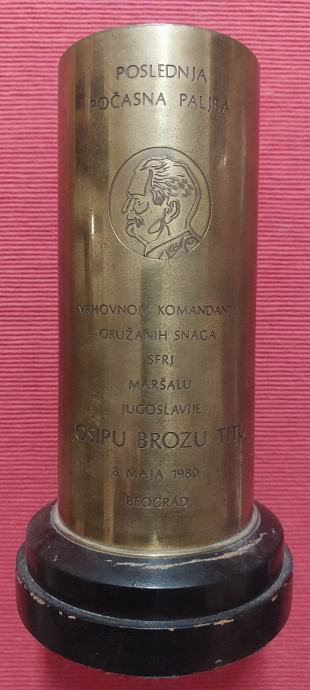 POSLEDNJA
POČASNA PALJBA
VRHOVNOM KOMANDANTU
ORUŽANIH SNAGA
SFRJ
MARŠALU
JUGOSLAVIJE
JOSIPU BROZU TITU
8. MAJA 1980
BEOGRAD